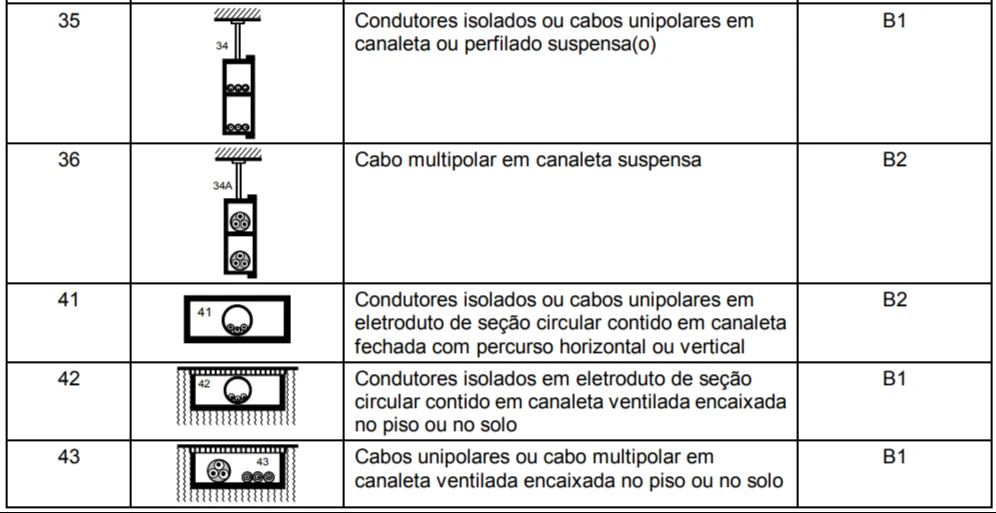 35
34
Condutores isolados ou cabos unipolares em
canaleta ou perfilado suspensa(o)
B1
36
34A
Cabo multipolar em canaleta suspensa
B2
41
41
Condutores isolados ou cabos unipolares em
eletroduto de seção circular contido em canaleta
fechada com percurso horizontal ou vertical
B2
42
42
Condutores isolados em eletroduto de seção
circular contido em canaleta ventilada encaixada
no piso ou no solo
B1
43
43
Cabos unipolares ou cabo multipolar em
canaleta ventilada encaixada no piso ou no solo
B1